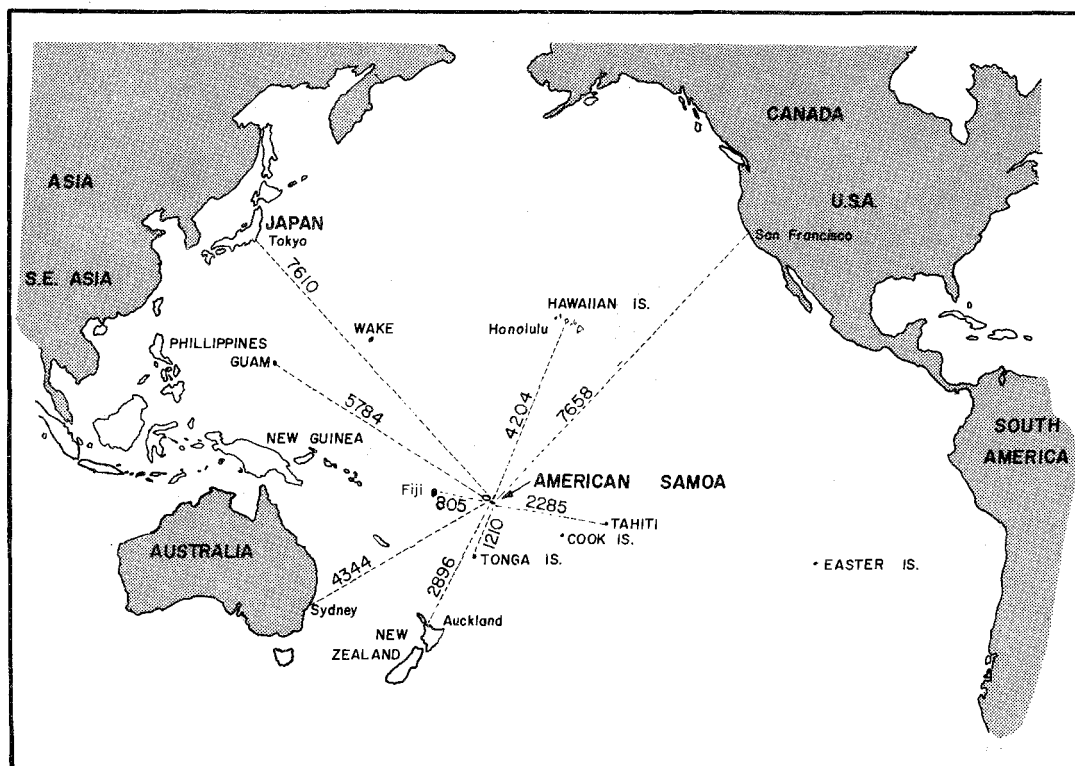 CANADA
ASIA
U.S.A.
JAPAN
Tokyo
San Francisco
7610
S.E. ASIA
HAWAIIAN IS.
Honolulu
WAKE
PHILLIPPINES
GUAM
5784
4204
7658
NEW GUINEA
SOUTH
AMERICA
Fiji
805
AMERICAN SAMOA
2285
TAHITI
1210
COOK IS.
AUSTRALIA
TONGA IS.
4344
2896
EASTER IS.
Sydney
Auckland
NEW
ZEALAND